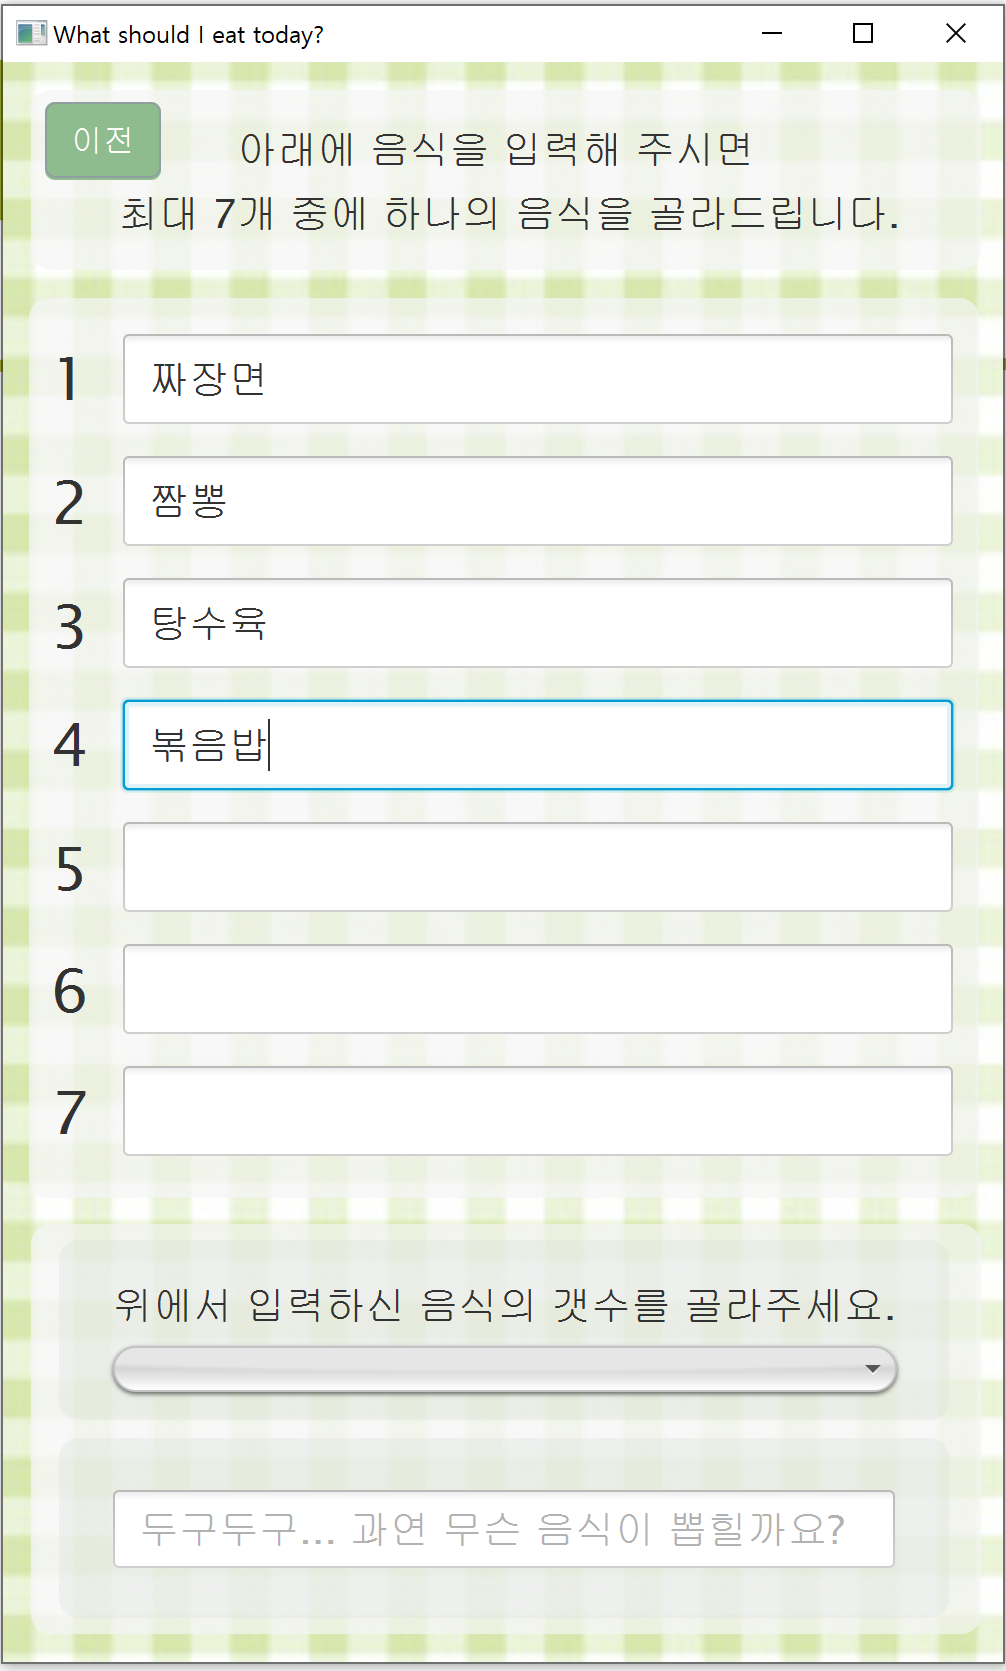 What should I eat today?
이전
아래에 음식을 입력해 주시면
최대 7개 중에 하나의 음식을 골라드립니다.
1 짜장면
2 짬뽕
3 탕수육
4 볶음밥
5
6
7
위에서 입력하신 음식의 갯수를 골라주세요.
두구두구... 과연 무슨 음식이 뽑힐까요?